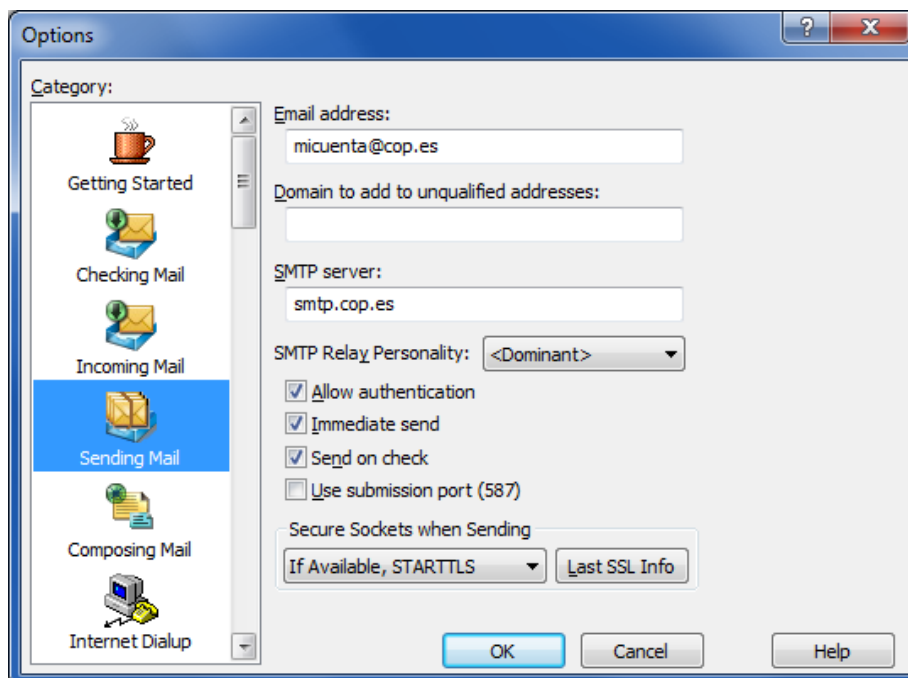 Options
?
X
Category:
Getting Started
Checking Mail
Incoming Mail
Sending Mail
Composing Mail
Internet Dialup
Email address:
micuenta@cop.es
Domain to add to unqualified addresses:
SMTP server:
smtp.cop.es
SMTP Relay Personality: <Dominant>
Allow authentication
Immediate send
Send on check
Use submission port (587)
Secure Sockets when Sending
If Available, STARTTLS Last SSL Info
OK Cancel Help